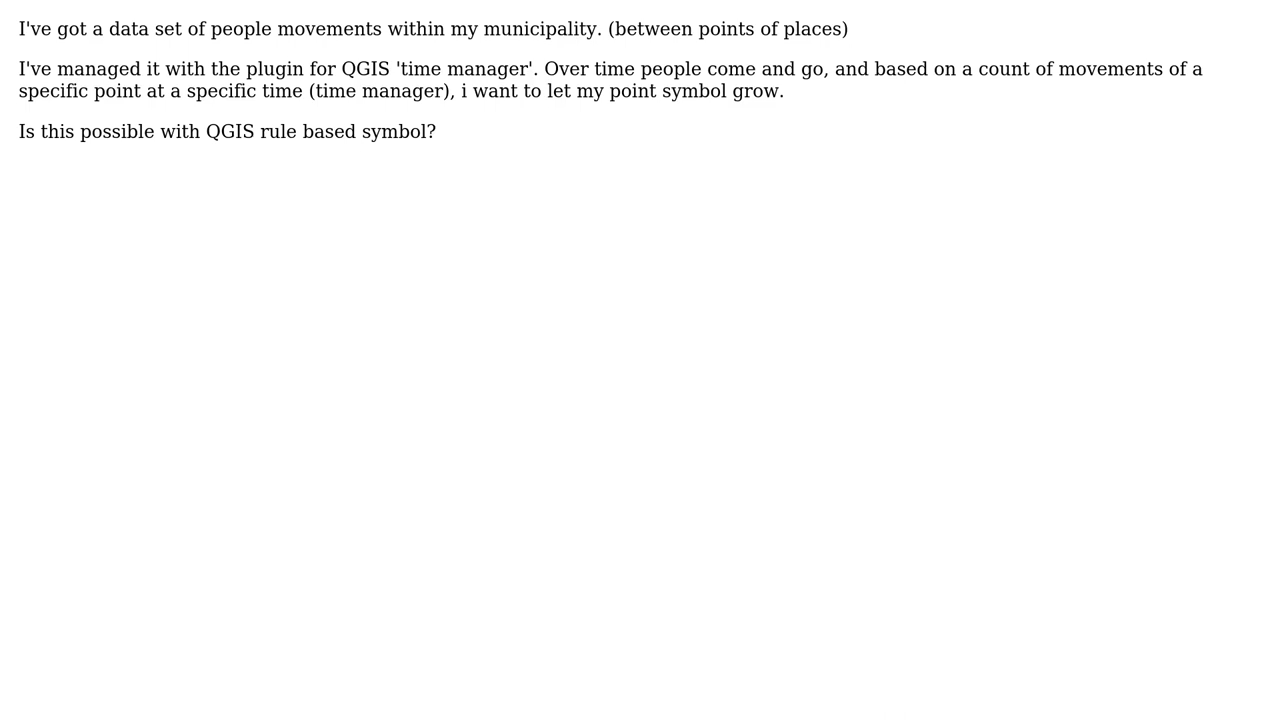 I've got a data set of people movements within my municipality. (between points of places)
I've managed it with the plugin for QGIS 'time manager'. Over time people come and go, and based on a count of movements of a
specific point at a specific time (time manager), i want to let my point symbol grow.
Is this possible with QGIS rule based symbol?